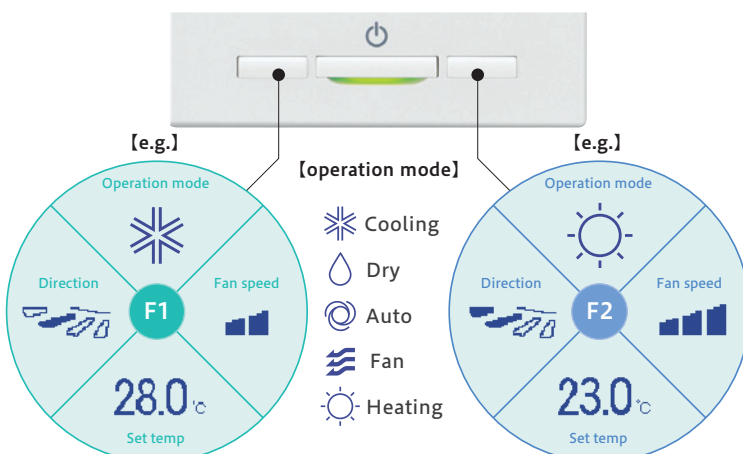 【e.g.】
【e.g.】
【operation mode】
Operation mode
Direction
Fan speed
F1
28.0 °C
Set temp
Cooling
Dry
Auto
Fan
Heating
Operation mode
Direction
Fan speed
F2
23.0 °C
Set temp